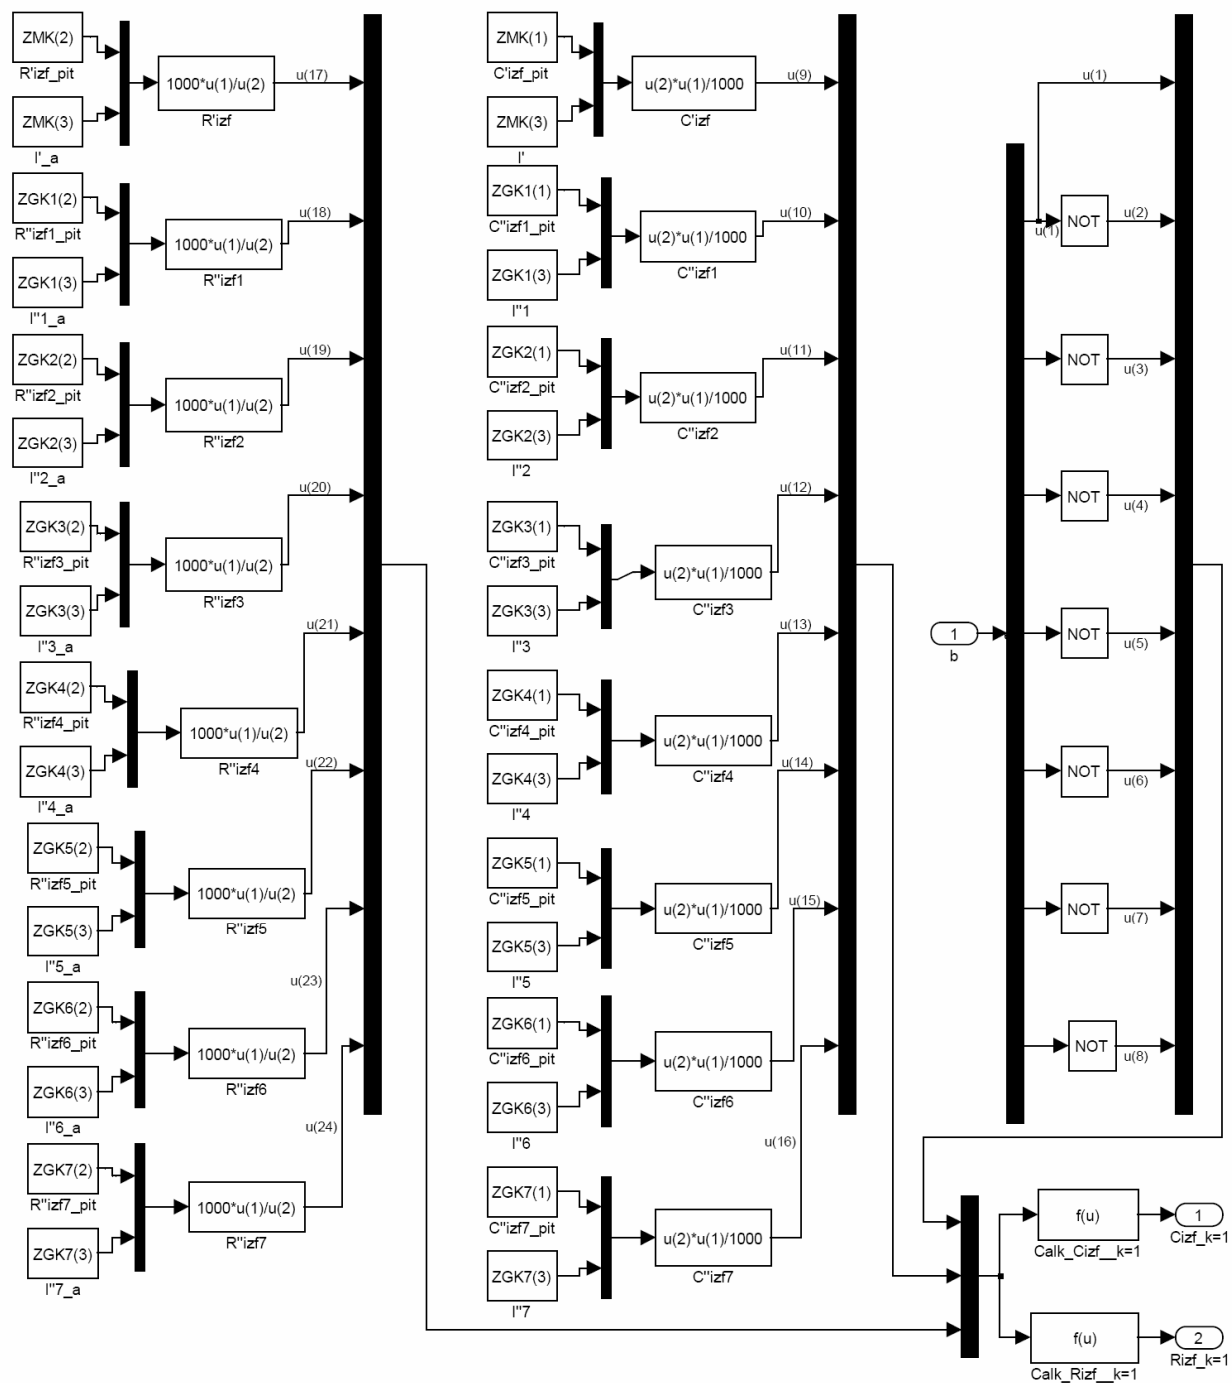 ZMK(2)
R'izf_pit
ZMK(3)
I'_a
1000*u(1)/u(2)
R'izf
u(17)
ZGK1(2)
R"izf1_pit
ZGK1(3)
I"1_a
1000*u(1)/u(2)
R"izf1
u(18)
ZGK2(2)
R"izf2_pit
ZGK2(3)
I"2_a
1000*u(1)/u(2)
R"izf2
u(19)
ZGK3(2)
R"izf3_pit
ZGK3(3)
I"3_a
1000*u(1)/u(2)
R"izf3
u(20)
ZGK4(2)
R"izf4_pit
ZGK4(3)
I"4_a
1000*u(1)/u(2)
R"izf4
u(21)
ZGK5(2)
R"izf5_pit
ZGK5(3)
I"5_a
1000*u(1)/u(2)
R"izf5
u(22)
ZGK6(2)
R"izf6_pit
ZGK6(3)
I"6_a
1000*u(1)/u(2)
R"izf6
u(23)
ZGK7(2)
R"izf7_pit
ZGK7(3)
I"7_a
1000*u(1)/u(2)
R"izf7
u(24)
ZMK(1)
C'izf_pit
ZMK(3)
I'
u(2)*u(1)/1000
C'izf
u(9)
ZGK1(1)
C"izf1_pit
ZGK1(3)
I"1
u(2)*u(1)/1000
C"izf1
u(10)
ZGK2(1)
C"izf2_pit
ZGK2(3)
I"2
u(2)*u(1)/1000
C"izf2
u(11)
ZGK3(1)
C"izf3_pit
ZGK3(3)
I"3
u(2)*u(1)/1000
C"izf3
u(12)
ZGK4(1)
C"izf4_pit
ZGK4(3)
I"4
u(2)*u(1)/1000
C"izf4
u(13)
ZGK5(1)
C"izf5_pit
ZGK5(3)
I"5
u(2)*u(1)/1000
C"izf5
u(14)
ZGK6(1)
C"izf6_pit
ZGK6(3)
I"6
u(2)*u(1)/1000
C"izf6
u(15)
ZGK7(1)
C"izf7_pit
ZGK7(3)
I"7
u(2)*u(1)/1000
C"izf7
u(16)
1
b
u(1)
u(1)
NOT
u(2)
NOT
u(3)
NOT
u(4)
NOT
u(5)
NOT
u(6)
NOT
u(7)
NOT
u(8)
f(u)
Calk_Cizf__k=1
1
Cizf_k=1
f(u)
Calk_Rizf__k=1
2
Rizf_k=1